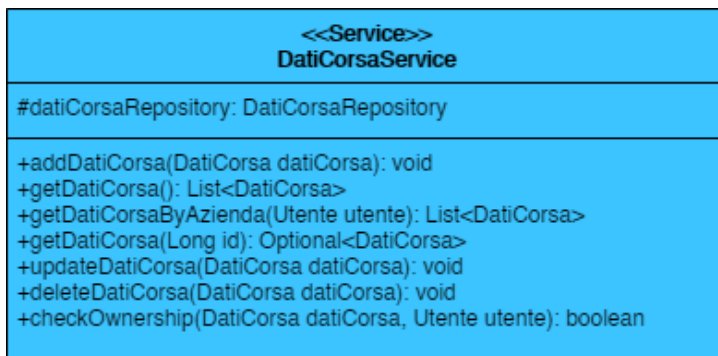 <<Service>>
DatiCorsaService
#datiCorsaRepository: DatiCorsaRepository
+addDatiCorsa(DatiCorsa datiCorsa): void
+getDatiCorsa(): List<DatiCorsa>
+getDatiCorsaByAzienda(Utente utente): List<DatiCorsa>
+getDatiCorsa(Long id): Optional<DatiCorsa>
+updateDatiCorsa(DatiCorsa datiCorsa): void
+deleteDatiCorsa(DatiCorsa datiCorsa): void
+checkOwnership(DatiCorsa datiCorsa, Utente utente): boolean